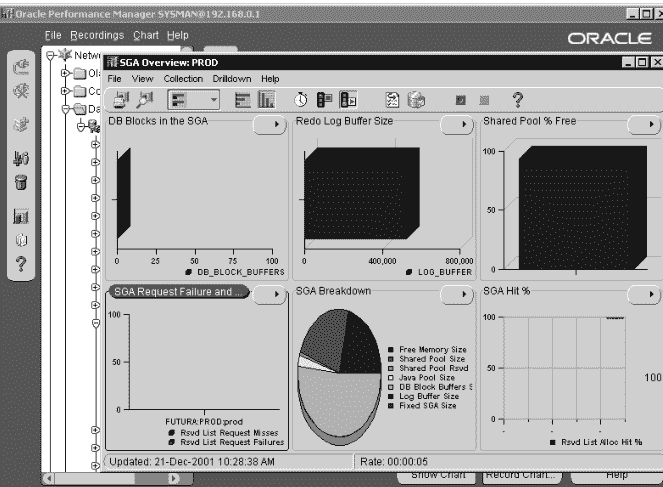 Oracle Performance Manager SYSMAN@192.168.0.1
File Recordings Chart Help
ORACLE
Netw
SGA Overview: PROD
File View Collection Drilldown Help
DB Blocks in the SGA
0 25 50 75 100
DB_BLOCK_BUFFERS
Redo Log Buffer Size
0 400,000 800,000
LOG_BUFFER
Shared Pool % Free
100
50
0
SGA Request Failure and ...
100
50
0
FUTURA:PROD:prod
Rsvd List Request Misses
Rsvd List Request Failures
SGA Breakdown
Free Memory Size
Shared Pool Size
Shared Pool Rsvd
Java Pool Size
DB Block Buffers S
Log Buffer Size
Fixed SGA Size
SGA Hit %
100
50
0
100
Rsvd List Alloc Hit %
Updated: 21-Dec-2001 10:28:38 AM
Rate: 00:00:05
Show Chart
Record Chart...
Help